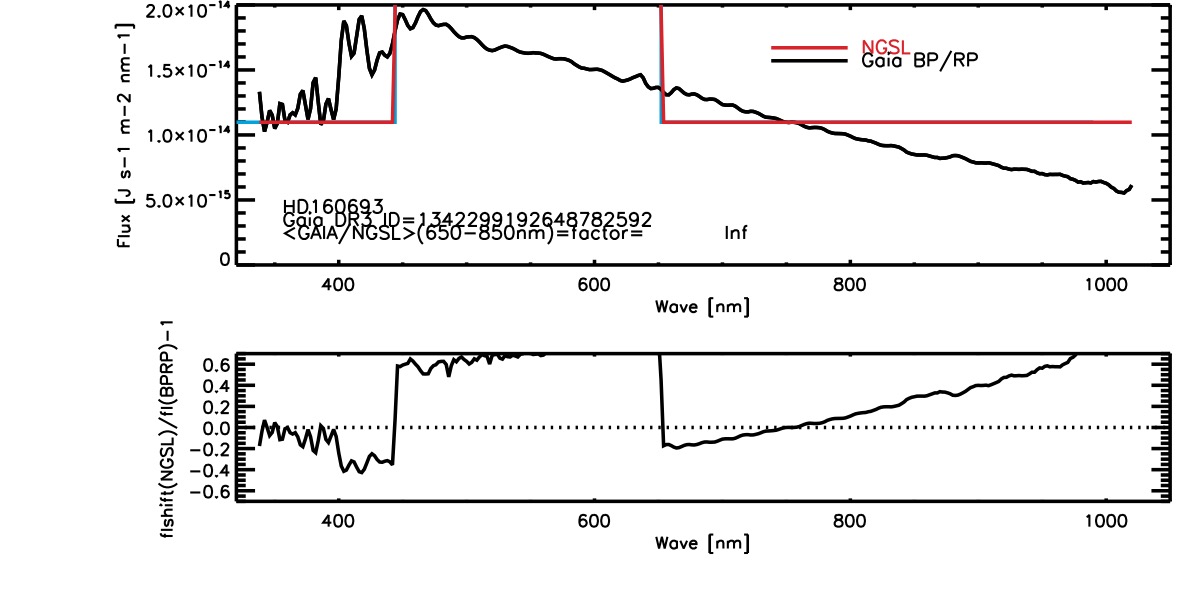 Flux [J s−1 m−2 nm−1]
2.0×10⁻¹⁴
1.5×10⁻¹⁴
1.0×10⁻¹⁴
5.0×10⁻¹⁵
0
NGSL
Gaia BP/RP
HD160693
Gaia DR3 ID=1342299192648782592
<GAIA/NGSL>(650−850nm)=factor= Inf
400 600 800 1000
Wave [nm]
flshift(NGSL)/fl(BPRP)−1
0.6
0.4
0.2
0.0
−0.2
−0.4
−0.6
400 600 800 1000
Wave [nm]